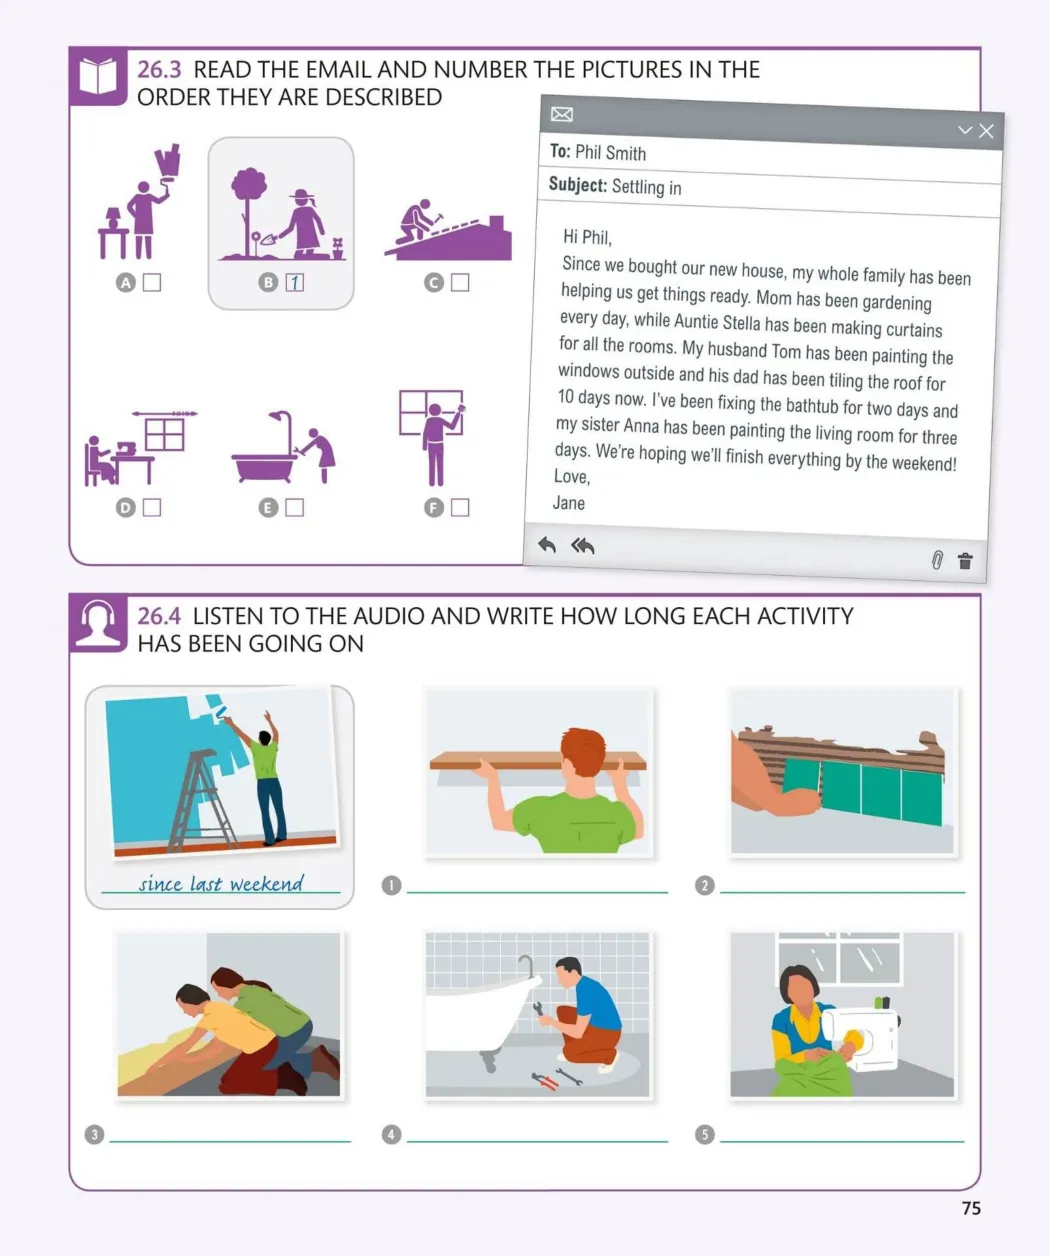 26.3 READ THE EMAIL AND NUMBER THE PICTURES IN THE
ORDER THEY ARE DESCRIBED
A
B 1
C
D
E
F
To: Phil Smith
Subject: Settling in
Hi Phil,
Since we bought our new house, my whole family has been
helping us get things ready. Mom has been gardening
every day, while Auntie Stella has been making curtains
for all the rooms. My husband Tom has been painting the
windows outside and his dad has been tiling the roof for
10 days now. I've been fixing the bathtub for two days and
my sister Anna has been painting the living room for three
days. We're hoping we'll finish everything by the weekend!
Love,
Jane
26.4 LISTEN TO THE AUDIO AND WRITE HOW LONG EACH ACTIVITY
HAS BEEN GOING ON
since last weekend
1
2
3
4
5
75